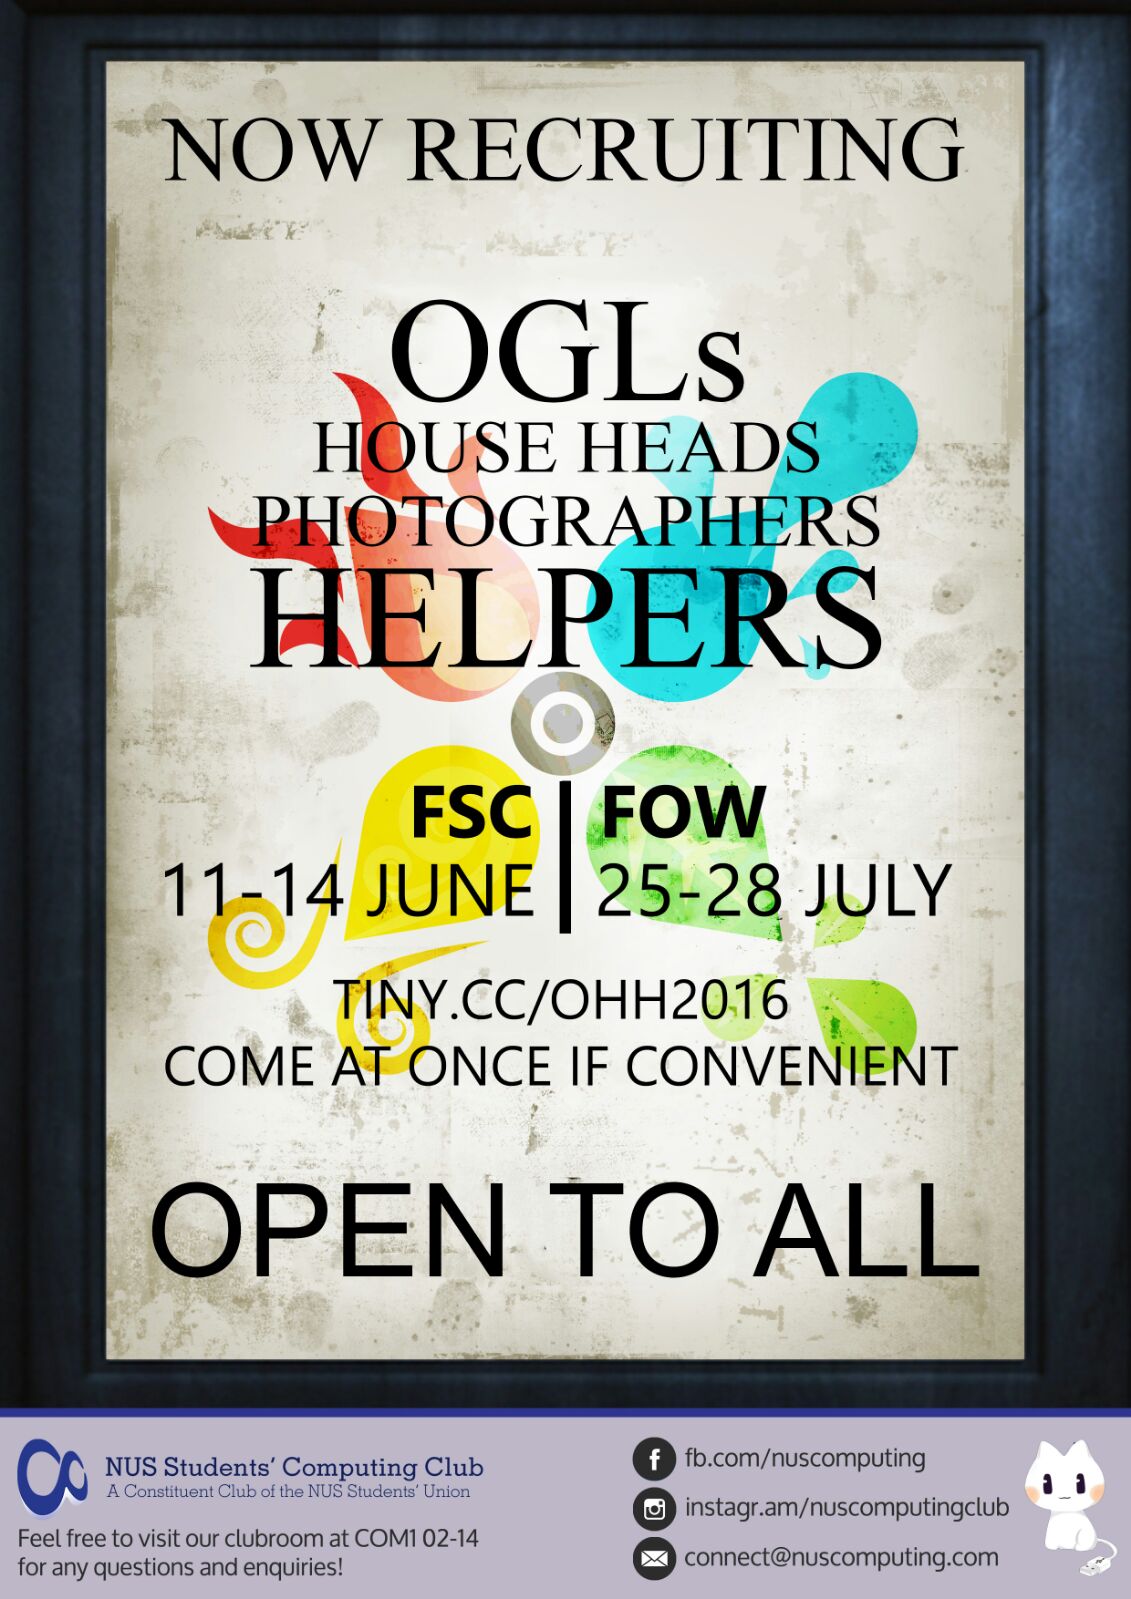 NOW RECRUITING
OGLs
HOUSE HEADS
PHOTOGRAPHERS
HELPERS
FSC | FOW
11-14 JUNE | 25-28 JULY
TINY.CC/OHH2016
COME AT ONCE IF CONVENIENT
OPEN TO ALL
NUS Students' Computing Club
A Constituent Club of the NUS Students' Union
Feel free to visit our clubroom at COM1 02-14
for any questions and enquiries!
fb.com/nuscomputing
instagr.am/nuscomputingclub
connect@nuscomputing.com